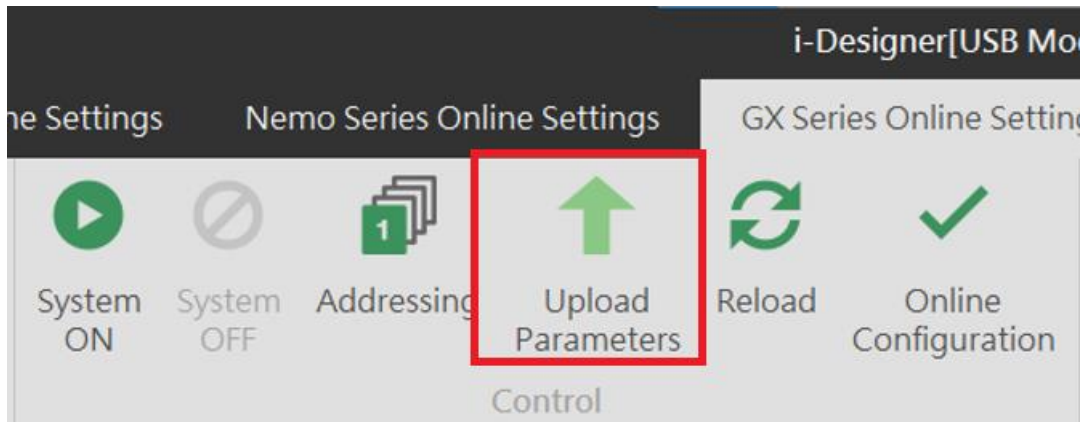 i-Designer[USB Mo
ne Settings
Nemo Series Online Settings
GX Series Online Setting
System
ON
System
OFF
1
Addressing
Upload
Parameters
Reload
Online
Configuration
Control